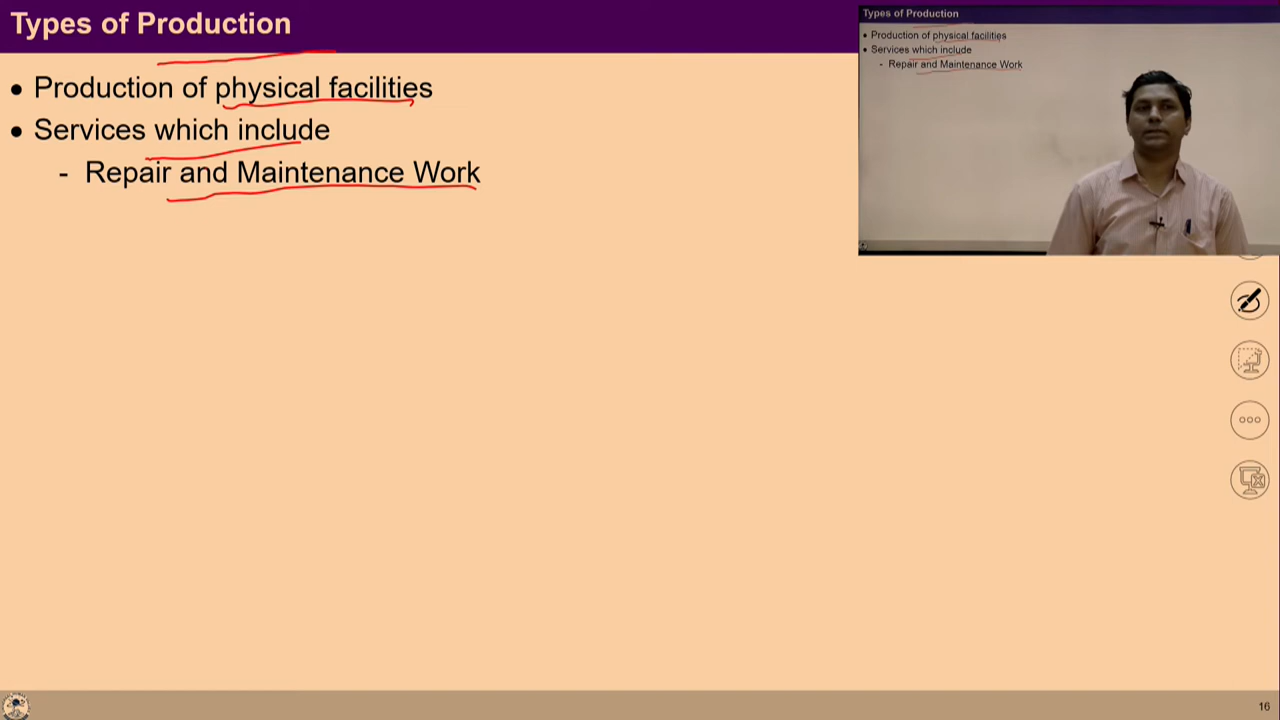 Types of Production
• Production of physical facilities
• Services which include
- Repair and Maintenance Work
Types of Production
• Production of physical facilities
• Services which include
- Repair and Maintenance Work
16